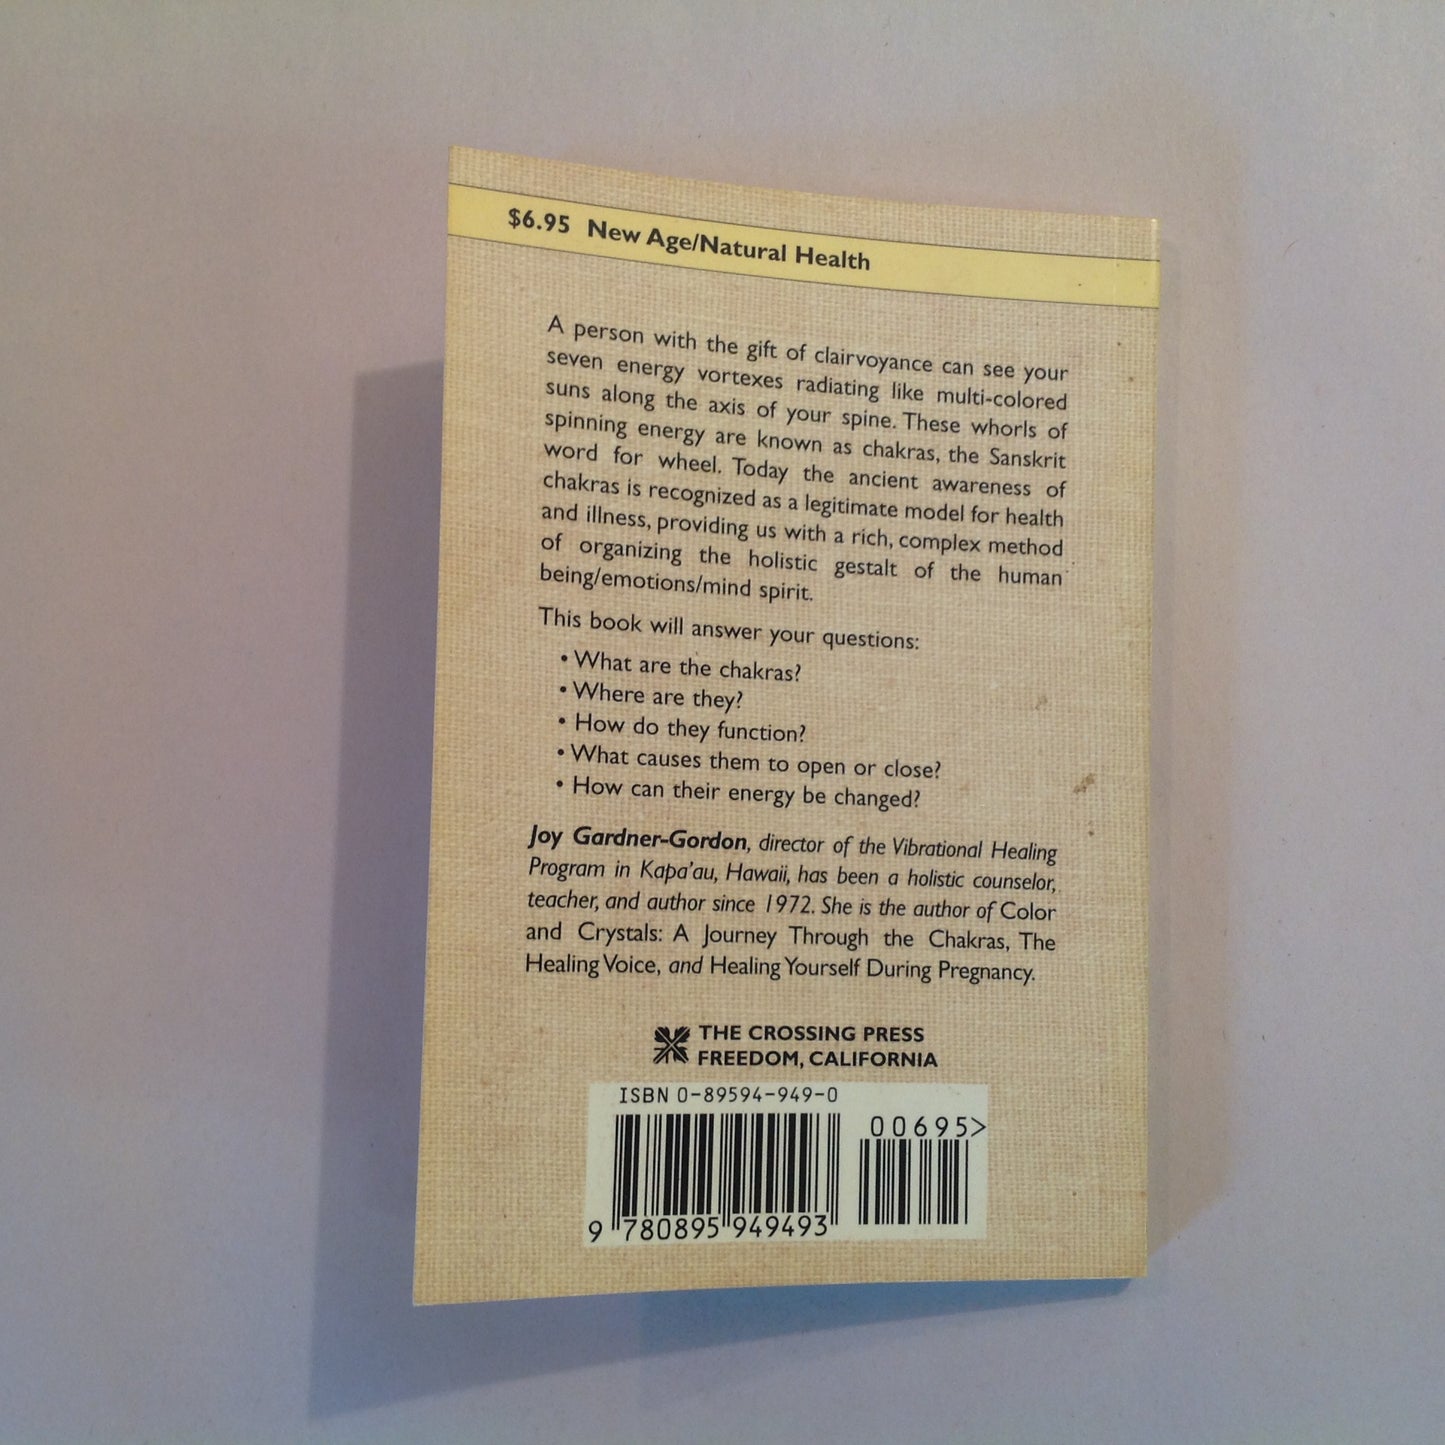 $6.95 New Age/Natural Health
A person with the gift of clairvoyance can see your
seven energy vortexes radiating like multi-colored
suns along the axis of your spine. These whorls of
spinning energy are known as chakras, the Sanskrit
word for wheel. Today the ancient awareness of
chakras is recognized as a legitimate model for health
and illness, providing us with a rich, complex method
of organizing the holistic gestalt of the human
being/emotions/mind spirit.
This book will answer your questions:
• What are the chakras?
• Where are they?
• How do they function?
• What causes them to open or close?
• How can their energy be changed?
Joy Gardner-Gordon, director of the Vibrational Healing
Program in Kapa'au, Hawaii, has been a holistic counselor,
teacher, and author since 1972. She is the author of Color
and Crystals: A Journey Through the Chakras, The
Healing Voice, and Healing Yourself During Pregnancy.
THE CROSSING PRESS
FREEDOM, CALIFORNIA
ISBN 0-89594-949-0
00695>
9 780895 949493